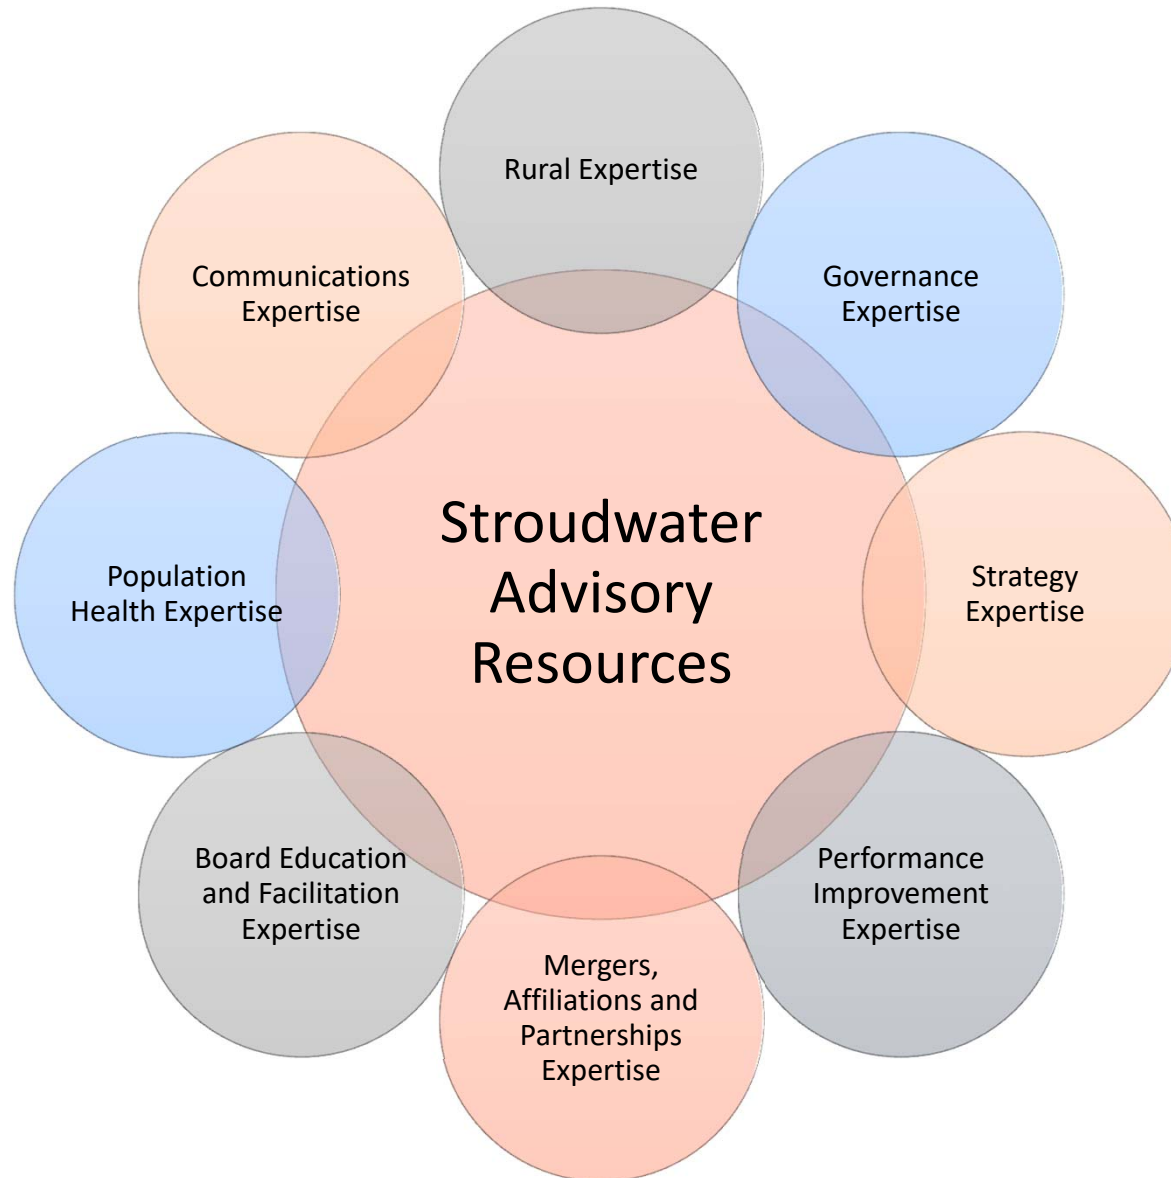 Rural Expertise
Communications
Expertise
Governance
Expertise
Stroudwater
Advisory
Resources
Population
Health Expertise
Strategy
Expertise
Board Education
and Facilitation
Expertise
Performance
Improvement
Expertise
Mergers,
Affiliations and
Partnerships
Expertise